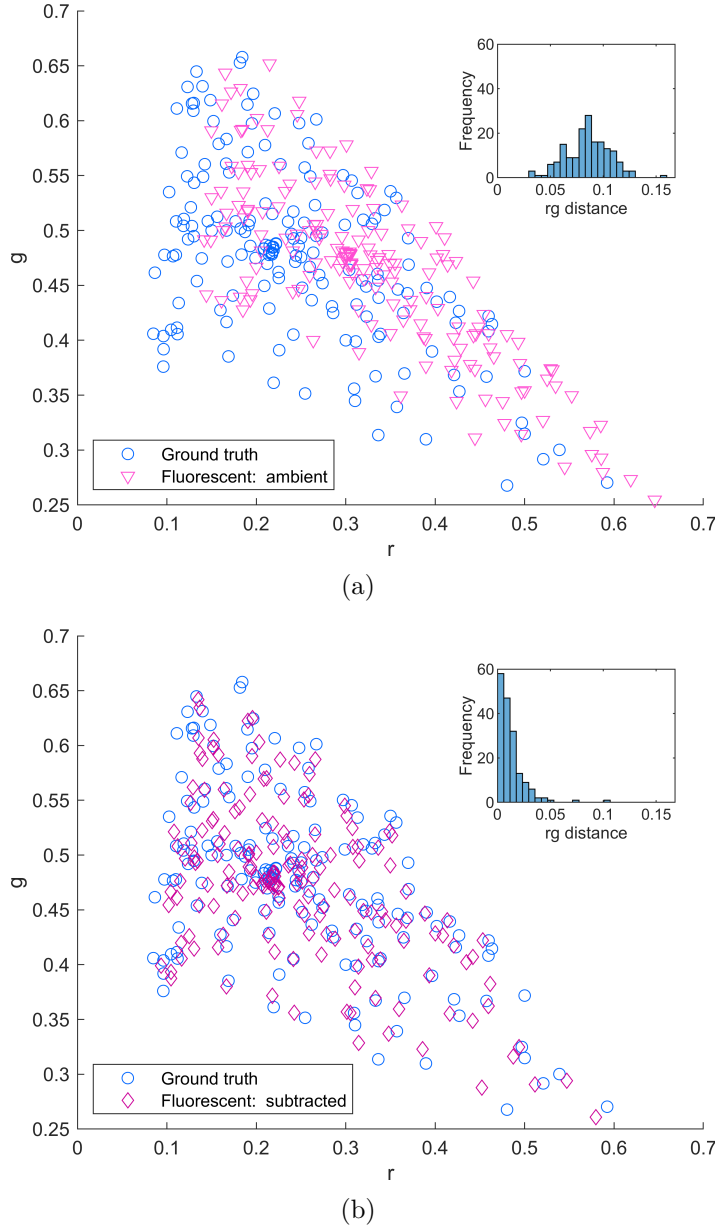 0.7
0.65
0.6
0.55
0.5
0.45
0.4
0.35
0.3
0.25
g
0 0.1 0.2 0.3 0.4 0.5 0.6 0.7
r
60
40
20
0
Frequency
0 0.05 0.1 0.15
rg distance
Ground truth
Fluorescent: ambient
(a)
0.7
0.65
0.6
0.55
0.5
0.45
0.4
0.35
0.3
0.25
g
0 0.1 0.2 0.3 0.4 0.5 0.6 0.7
r
60
40
20
0
Frequency
0 0.05 0.1 0.15
rg distance
Ground truth
Fluorescent: subtracted
(b)